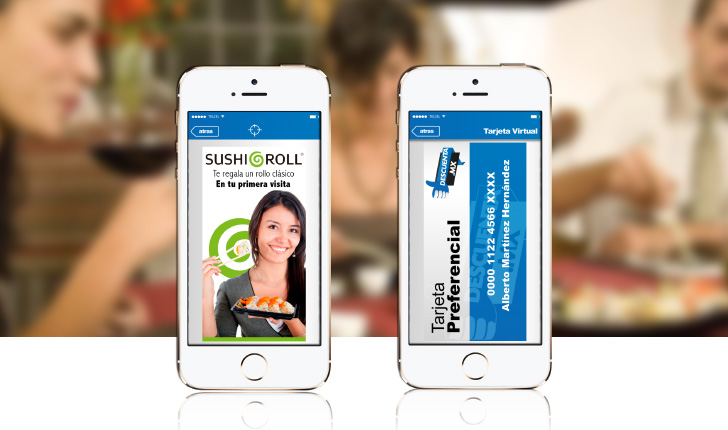 atras
SUSHI ROLL®
Te regala un rollo clásico
En tu primera visita
atras
Tarjeta Virtual
DESCUENTA
.MX
Tarjeta
Preferencial
DESCUENTA
0000 1122 4566 XXXX
Alberto Martínez Hernández